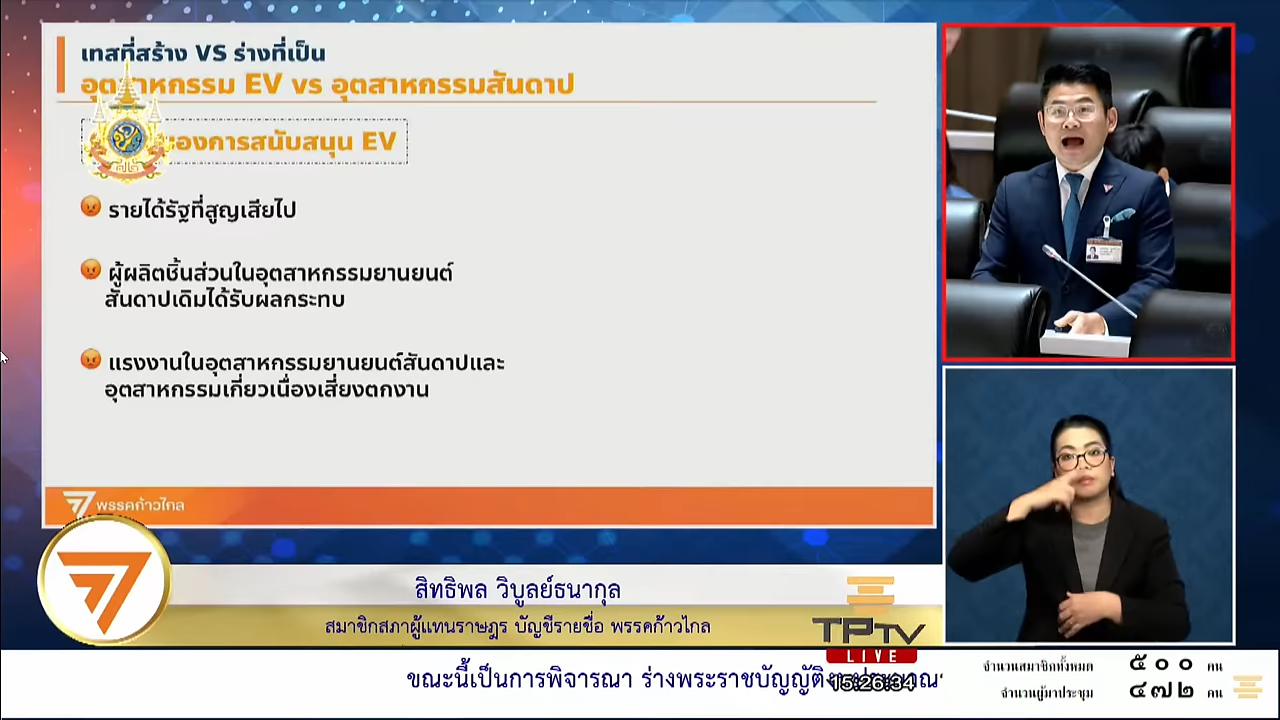 เทสที่สร้าง VS ร่างที่เป็น
อุตสาหกรรม EV vs อุตสาหกรรมสันดาป
ของการสนับสนุน EV
รายได้รัฐที่สูญเสียไป
ผู้ผลิตชิ้นส่วนในอุตสาหกรรมยานยนต์
สันดาปเดิมได้รับผลกระทบ
แรงงานในอุตสาหกรรมยานยนต์สันดาปและ
อุตสาหกรรมเกี่ยวเนื่องเสี่ยงตกงาน
พรรคก้าวไกล
สิทธิพล วิบูลย์ธนากุล
สมาชิกสภาผู้แทนราษฎร บัญชีรายชื่อ พรรคก้าวไกล
TPTV
LIVE
15:26:34
ขณะนี้เป็นการพิจารณา ร่างพระราชบัญญัติ
จำนวนสมาชิกทั้งหมด ๕๐๐ คน
จำนวนผู้มาประชุม ๔๗๒ คน